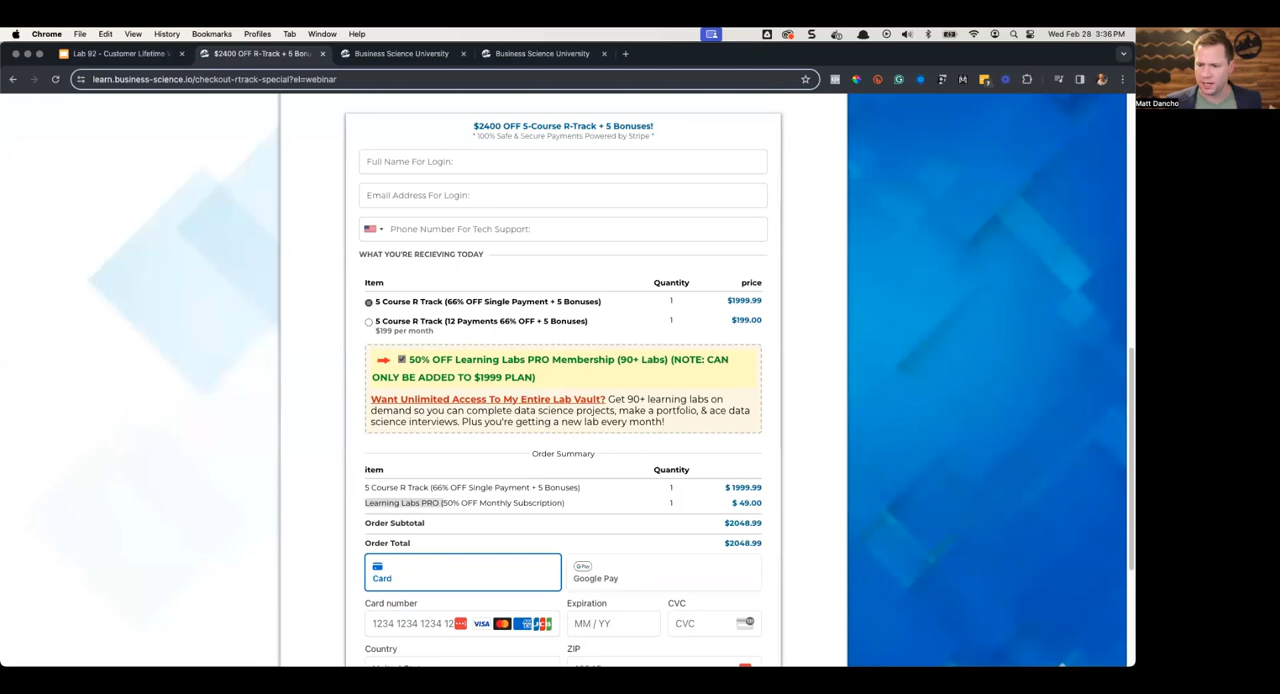 Chrome File Edit View History Bookmarks Profiles Tab Window Help Wed Feb 28 3:36 PM
Lab 92 - Customer Lifetime V × $2400 OFF R-Track + 5 Bonu × Business Science University × Business Science University × +
learn.business-science.io/checkout-rtrack-special?el=webinar
Matt Dancho
$2400 OFF 5-Course R-Track + 5 Bonuses!
* 100% Safe & Secure Payments Powered by Stripe *
Full Name For Login:
Email Address For Login:
Phone Number For Tech Support:
WHAT YOU'RE RECIEVING TODAY
Item Quantity price
5 Course R Track (66% OFF Single Payment + 5 Bonuses) 1 $1999.99
5 Course R Track (12 Payments 66% OFF + 5 Bonuses) 1 $199.00
$199 per month
50% OFF Learning Labs PRO Membership (90+ Labs) (NOTE: CAN
ONLY BE ADDED TO $1999 PLAN)
Want Unlimited Access To My Entire Lab Vault? Get 90+ learning labs on
demand so you can complete data science projects, make a portfolio, & ace data
science interviews. Plus you're getting a new lab every month!
Order Summary
item Quantity
5 Course R Track (66% OFF Single Payment + 5 Bonuses) 1 $ 1999.99
Learning Labs PRO (50% OFF Monthly Subscription) 1 $ 49.00
Order Subtotal $2048.99
Order Total $2048.99
G Pay
Card Google Pay
Card number Expiration CVC
1234 1234 1234 12 VISA JCB MM / YY CVC
Country ZIP